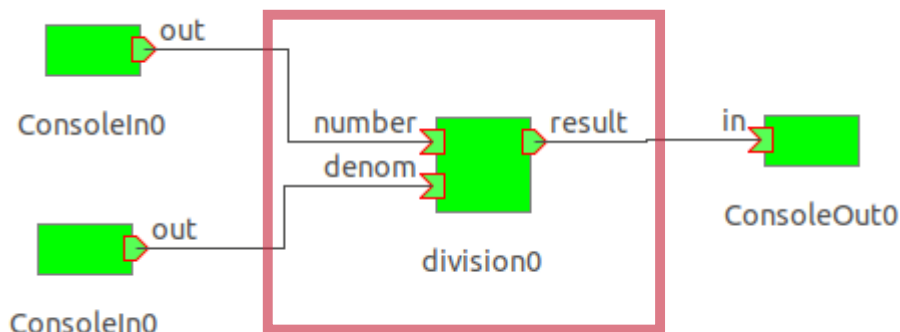 out
ConsoleIn0
number
denom
result
division0
in
ConsoleOut0
out
ConsoleIn0